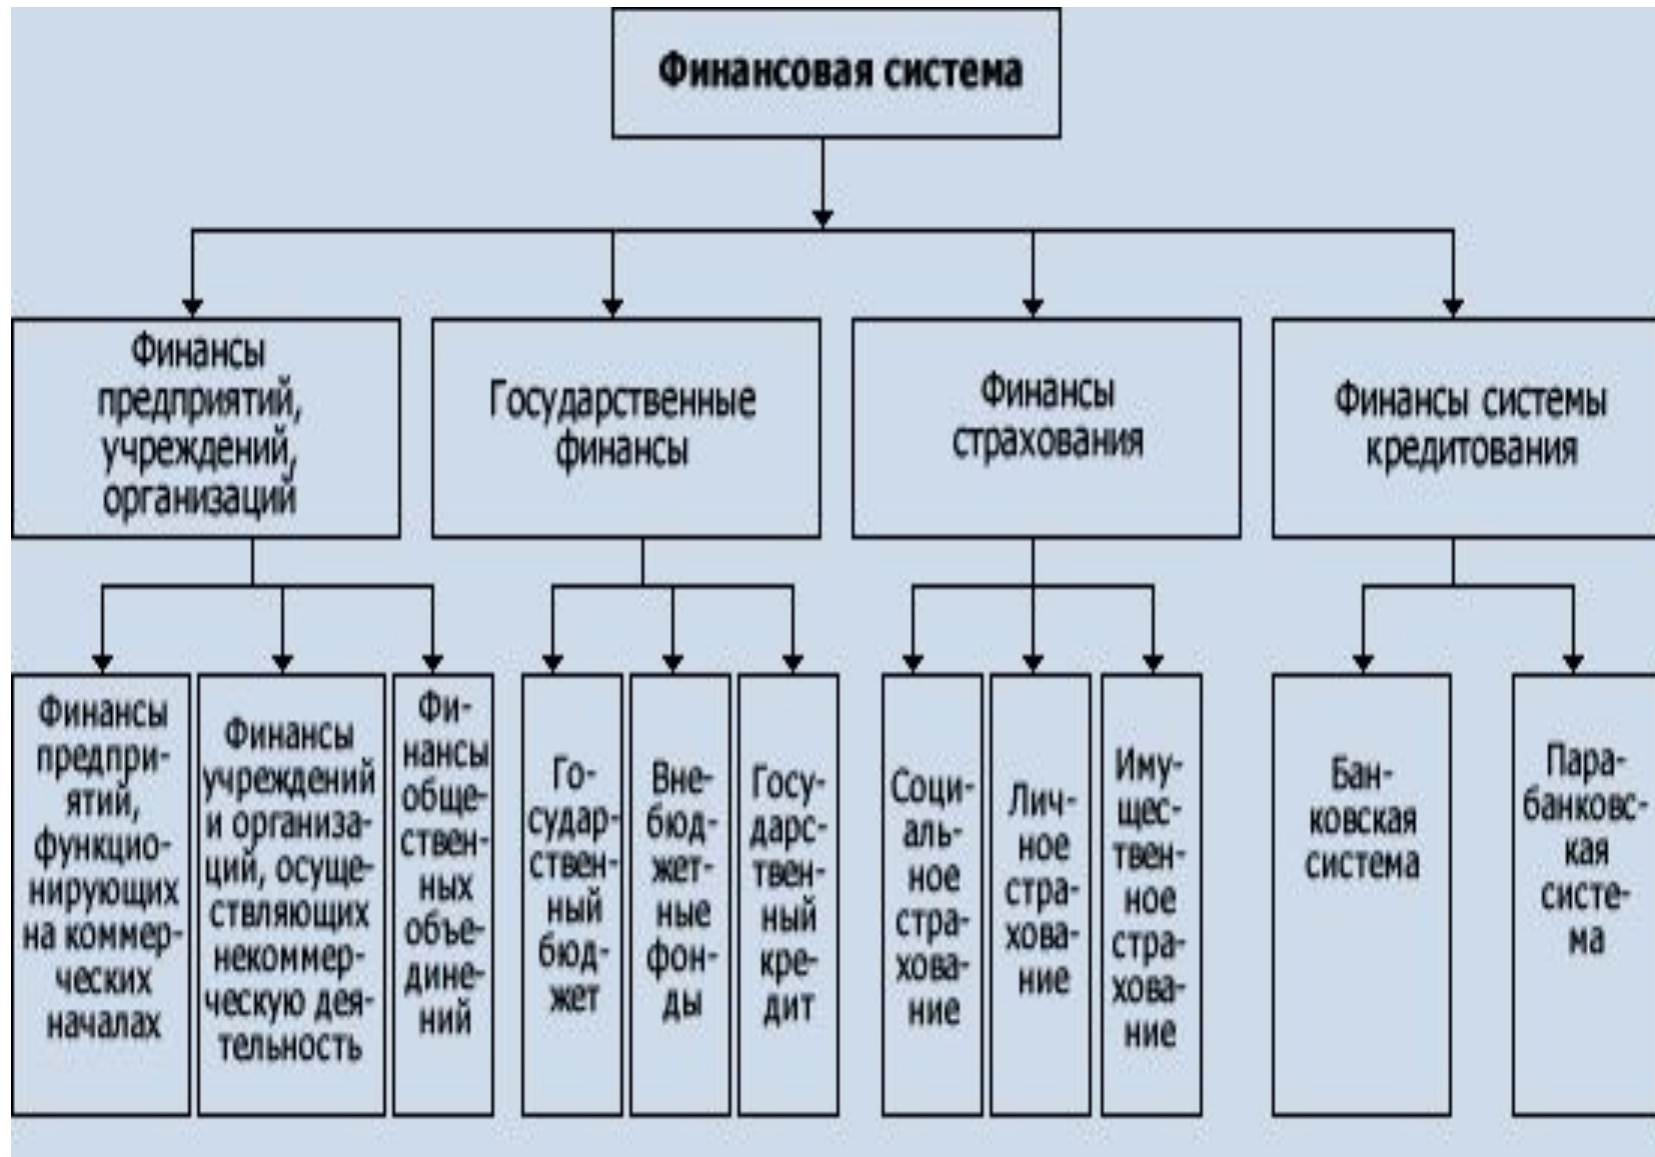 Финансовая система
Финансы
предприятий,
учреждений,
организаций
Государственные
финансы
Финансы
страхования
Финансы системы
кредитования
Финансы
предпри-
ятий,
функцио-
нирующих
на коммер-
ческих
началах
Финансы
учреждений
и организа-
ций, осуще-
ствляющих
некоммер-
ческую дея-
тельность
Фи-
нансы
обще-
ствен-
ных
объе-
дине-
ний
Го-
судар-
ствен-
ный
бюд-
жет
Вне-
бюд-
жет-
ные
фон-
ды
Госу-
дарс-
твен-
ный
кре-
дит
Соци-
аль-
ное
стра-
хова-
ние
Лич-
ное
стра-
хова-
ние
Иму-
щес-
твен-
ное
стра-
хова-
ние
Бан-
ковская
система
Пара-
банковс-
кая
систе-
ма